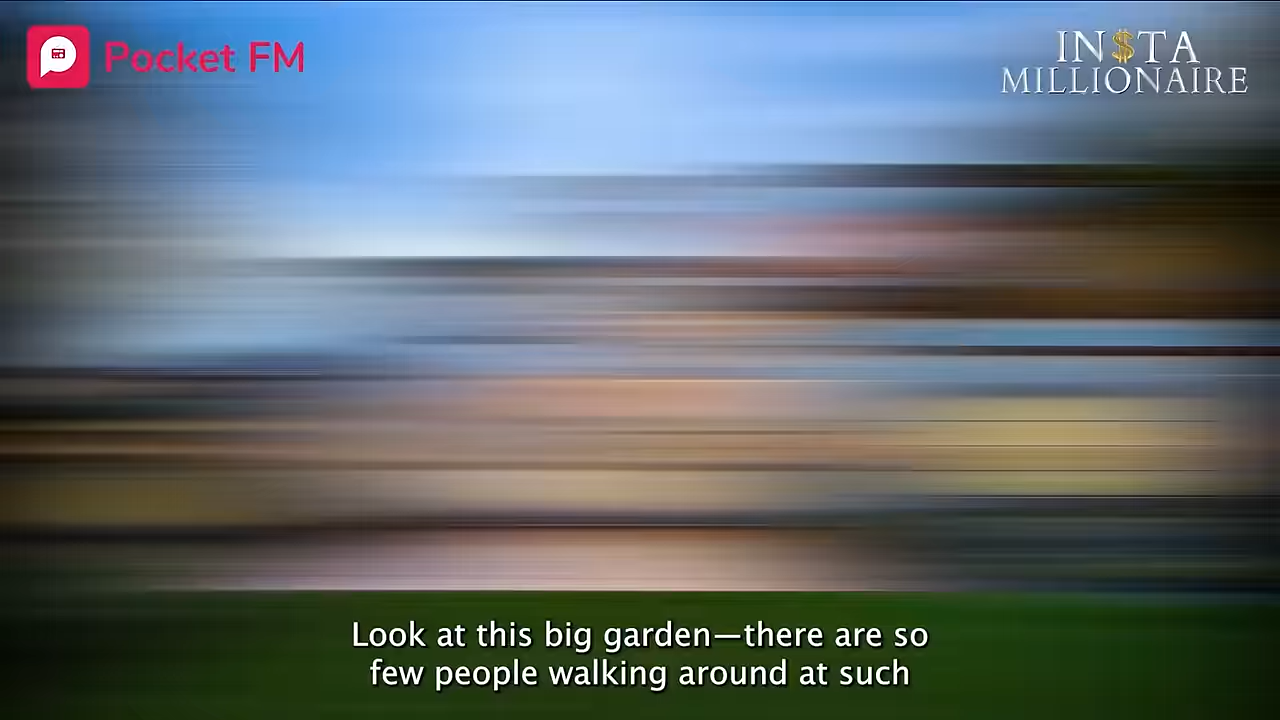 Pocket FM
IN$TA
MILLIONAIRE
Look at this big garden—there are so
few people walking around at such